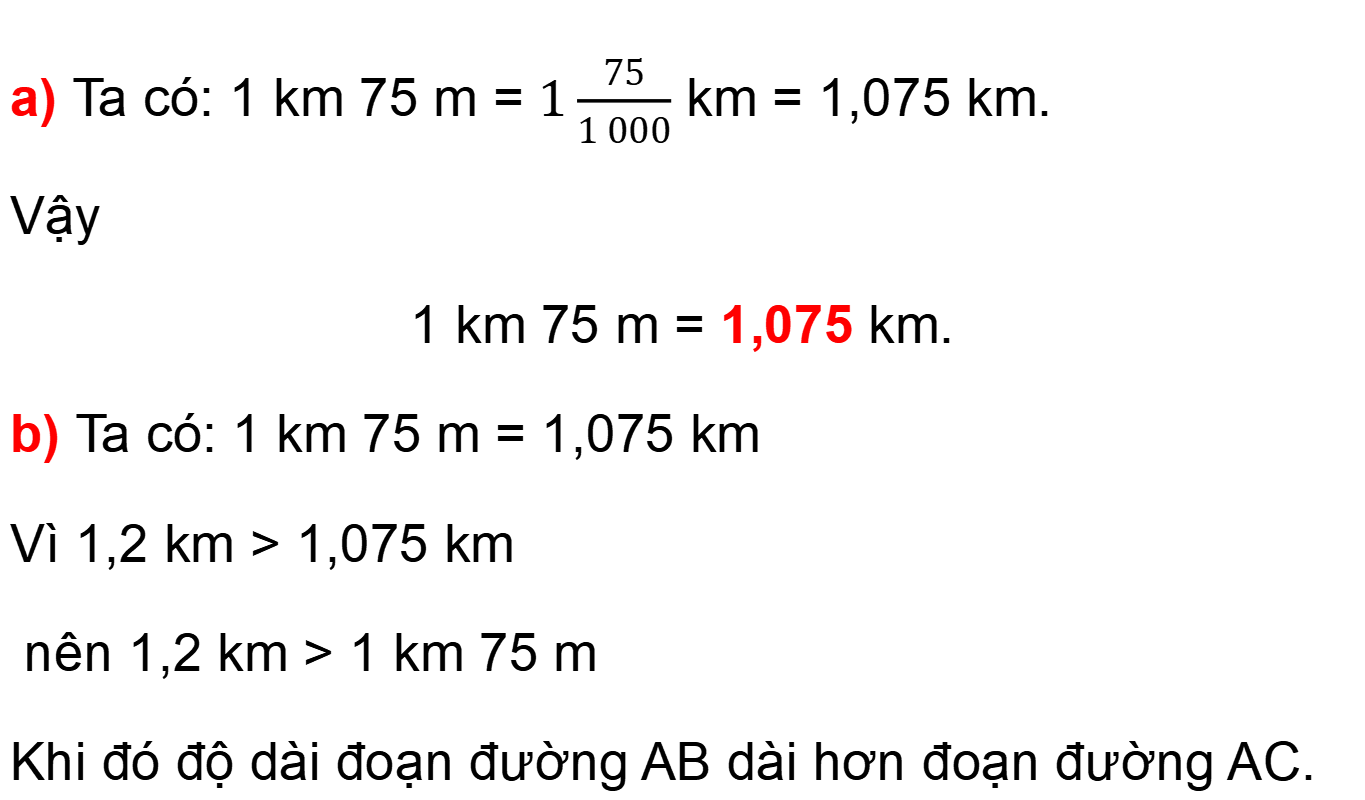 a) Ta có: 1 km 75 m = 1 75/1 000 km = 1,075 km.
Vậy
1 km 75 m = 1,075 km.
b) Ta có: 1 km 75 m = 1,075 km
Vì 1,2 km > 1,075 km
nên 1,2 km > 1 km 75 m
Khi đó độ dài đoạn đường AB dài hơn đoạn đường AC.